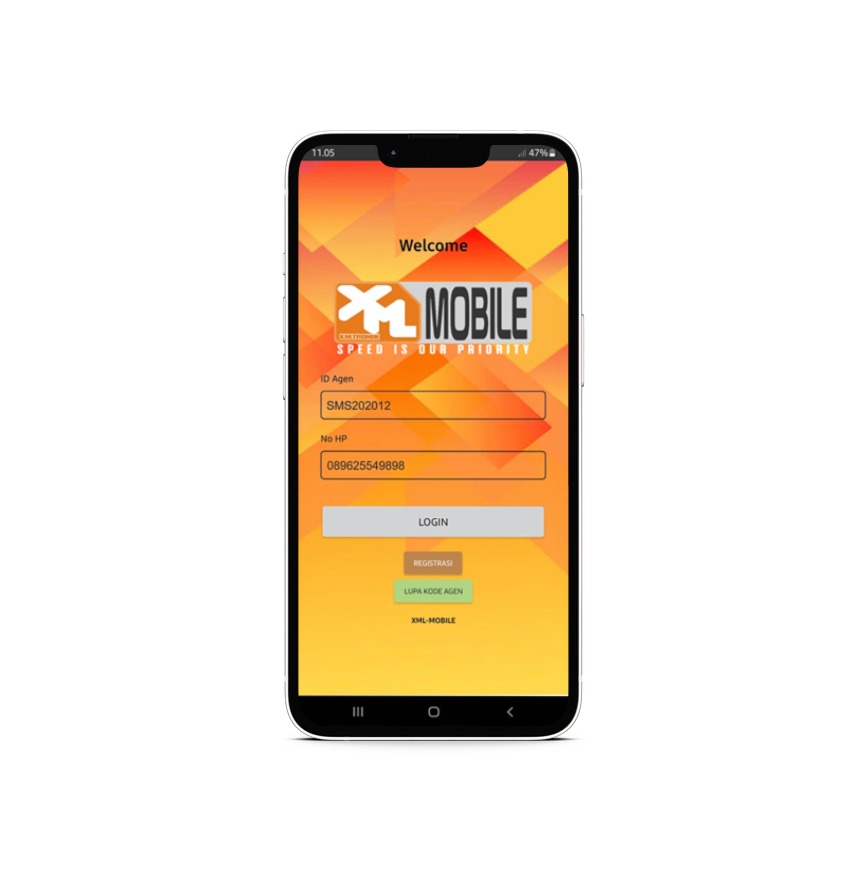 11.05
47%
Welcome
XML MOBILE
XMLTRONIK
SPEED IS OUR PRIORITY
ID Agen
SMS202012
No HP
089625549898
LOGIN
REGISTRASI
LUPA KODE AGEN
XML-MOBILE